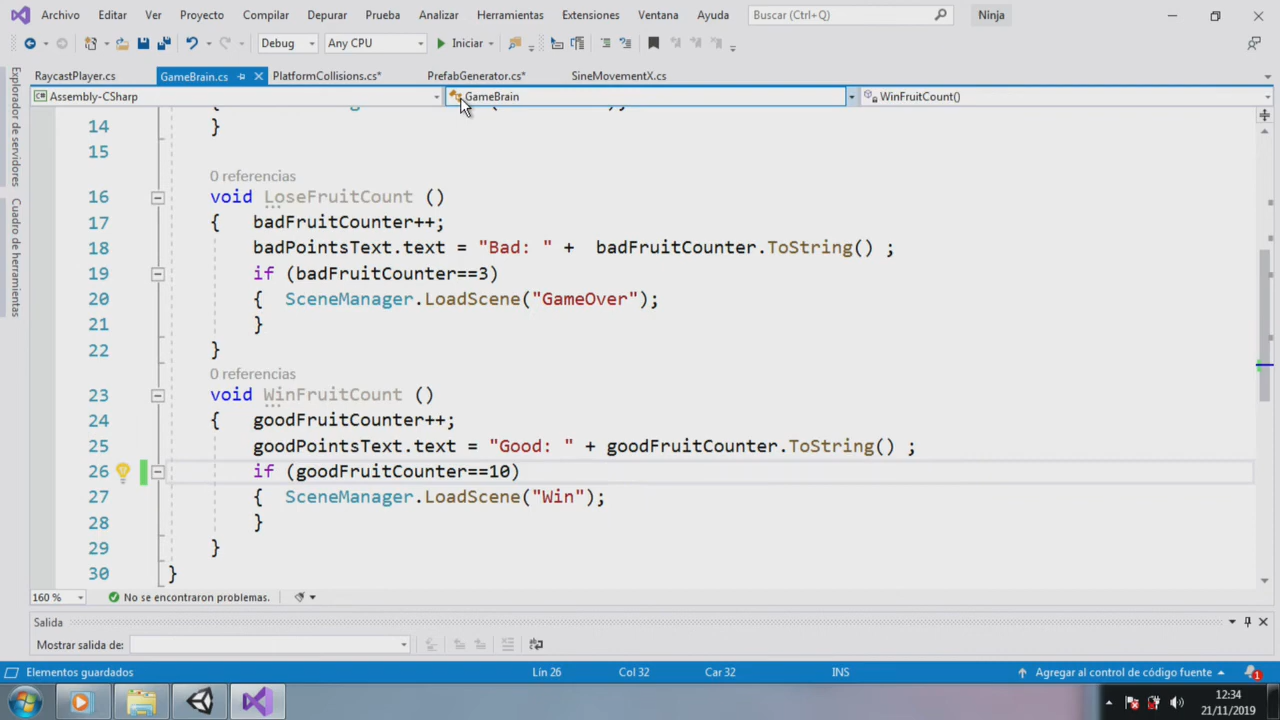 Archivo Editar Ver Proyecto Compilar Depurar Prueba Analizar Herramientas Extensiones Ventana Ayuda Buscar (Ctrl+Q) Ninja
Debug Any CPU Iniciar
RaycastPlayer.cs GameBrain.cs PlatformCollisions.cs* PrefabGenerator.cs* SineMovementX.cs
Assembly-CSharp GameBrain WinFruitCount()
Explorador de servidores
Cuadro de herramientas
14 }
15
0 referencias
16 void LoseFruitCount ()
17 { badFruitCounter++;
18 badPointsText.text = "Bad: " + badFruitCounter.ToString() ;
19 if (badFruitCounter==3)
20 { SceneManager.LoadScene("GameOver");
21 }
22 }
0 referencias
23 void WinFruitCount ()
24 { goodFruitCounter++;
25 goodPointsText.text = "Good: " + goodFruitCounter.ToString() ;
26 if (goodFruitCounter==10)
27 { SceneManager.LoadScene("Win");
28 }
29 }
30 }
160 % No se encontraron problemas.
Salida
Mostrar salida de:
Elementos guardados Lín 26 Col 32 Car 32 INS Agregar al control de código fuente 1
12:34
21/11/2019